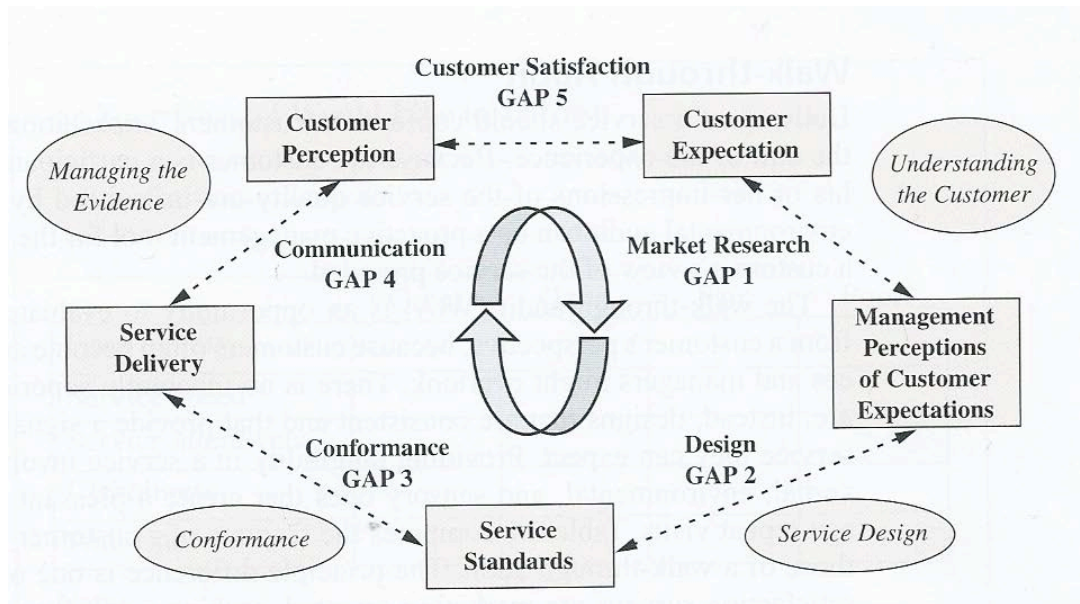 Customer Satisfaction
GAP 5
Customer
Perception
Customer
Expectation
Managing the
Evidence
Understanding
the Customer
Communication
GAP 4
Market Research
GAP 1
Service
Delivery
Management
Perceptions
of Customer
Expectations
Conformance
GAP 3
Design
GAP 2
Conformance
Service
Standards
Service Design